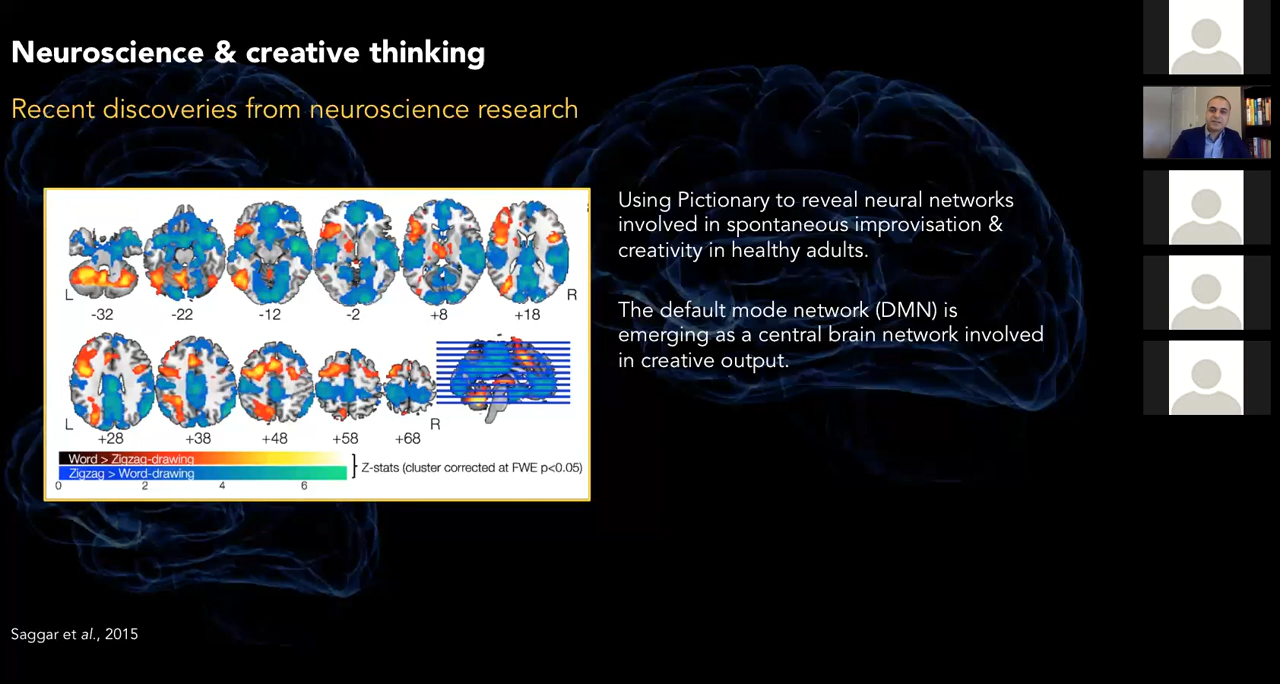 Neuroscience & creative thinking
Recent discoveries from neuroscience research
L
R
-32 -22 -12 -2 +8 +18
L
R
+28 +38 +48 +58 +68
Word > Zigzag-drawing
Zigzag > Word-drawing
Z-stats (cluster corrected at FWE p<0.05)
0 2 4 6
Using Pictionary to reveal neural networks
involved in spontaneous improvisation &
creativity in healthy adults.
The default mode network (DMN) is
emerging as a central brain network involved
in creative output.
Saggar et al., 2015